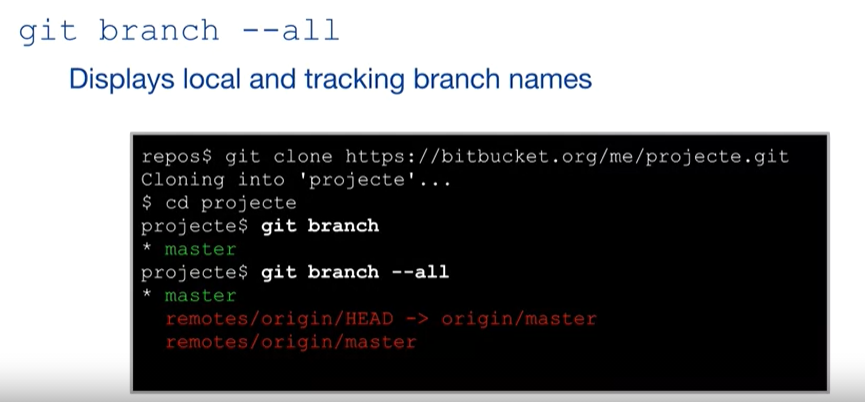 git branch --all
Displays local and tracking branch names
repos$ git clone https://bitbucket.org/me/projecte.git
Cloning into 'projecte'...
$ cd projecte
projecte$ git branch
* master
projecte$ git branch --all
* master
remotes/origin/HEAD -> origin/master
remotes/origin/master